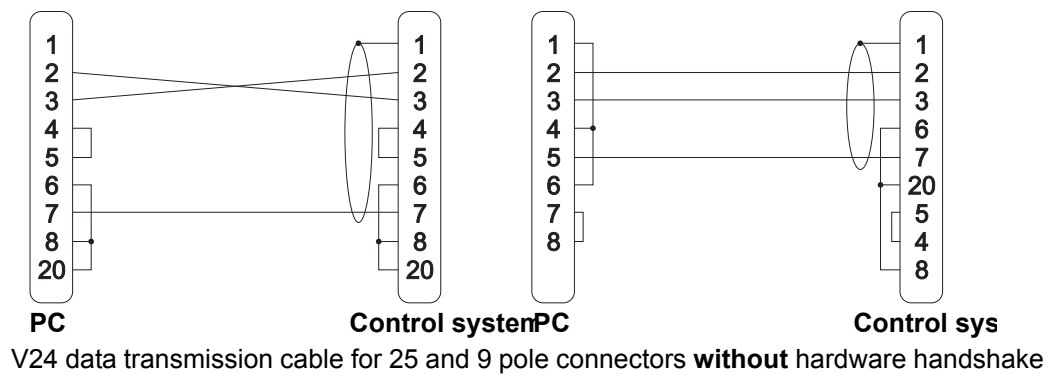 1 1 1 1
2 2 2 2
3 3 3 3
4 4 4 6
5 5 5 7
6 6 6 20
7 7 7 5
8 8 8 4
20 20 8
PC Control system PC Control sys
V24 data transmission cable for 25 and 9 pole connectors without hardware handshake